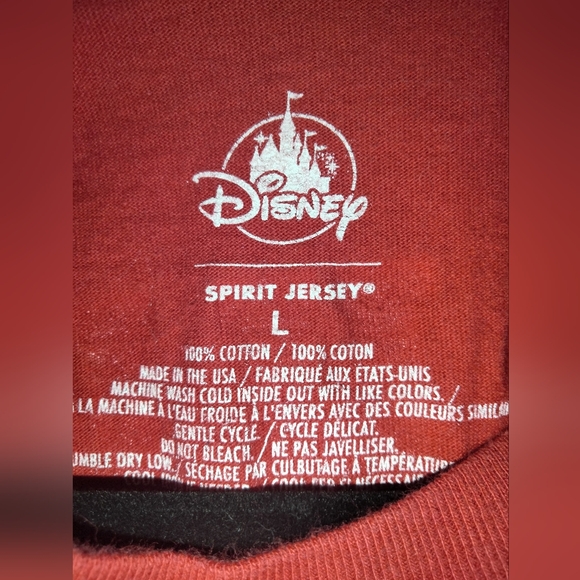 Disney
SPIRIT JERSEY®
L
100% COTTON / 100% COTON
MADE IN THE USA / FABRIQUÉ AUX ÉTATS-UNIS
MACHINE WASH COLD INSIDE OUT WITH LIKE COLORS. /
À LA MACHINE À L'EAU FROIDE À L'ENVERS AVEC DES COULEURS
GENTLE CYCLE / CYCLE DÉLICAT.
DO NOT BLEACH. / NE PAS JAVELLISER.
DRY LOW. / SÉCHAGE PAR CULBUTAGE À